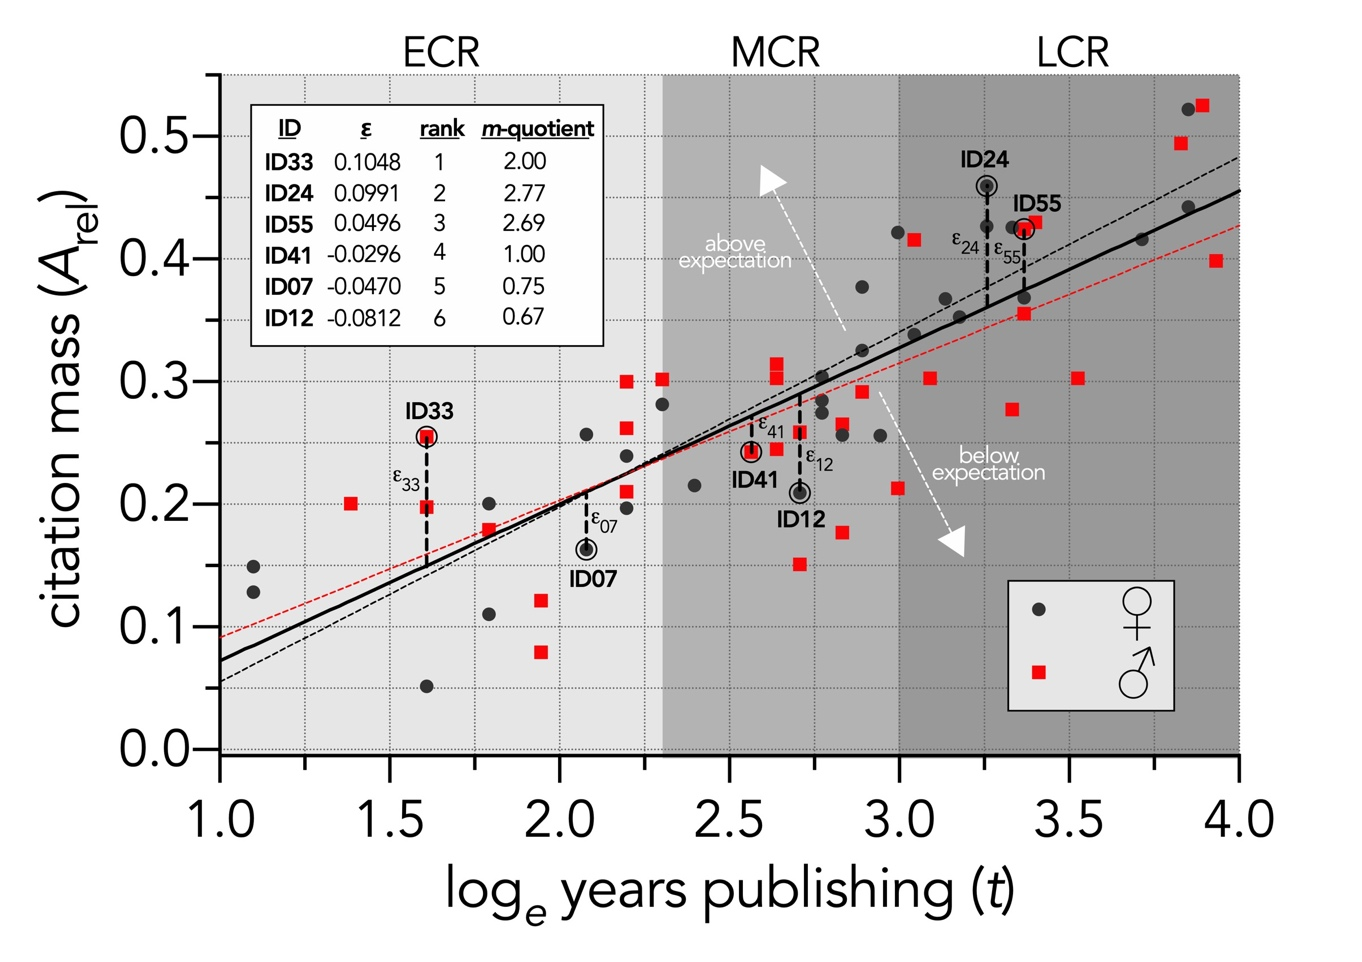 ECR MCR LCR
ID ε rank m-quotient
ID33 0.1048 1 2.00
ID24 0.0991 2 2.77
ID55 0.0496 3 2.69
ID41 -0.0296 4 1.00
ID07 -0.0470 5 0.75
ID12 -0.0812 6 0.67
0.5
0.4
0.3
0.2
0.1
0.0
citation mass (Arel)
ID24
ID55
ε24
ε55
above
expectation
ID33
ε33
ε41
ID41
ε12
ID12
below
expectation
ε07
ID07
♀
♂
1.0 1.5 2.0 2.5 3.0 3.5 4.0
loge years publishing (t)